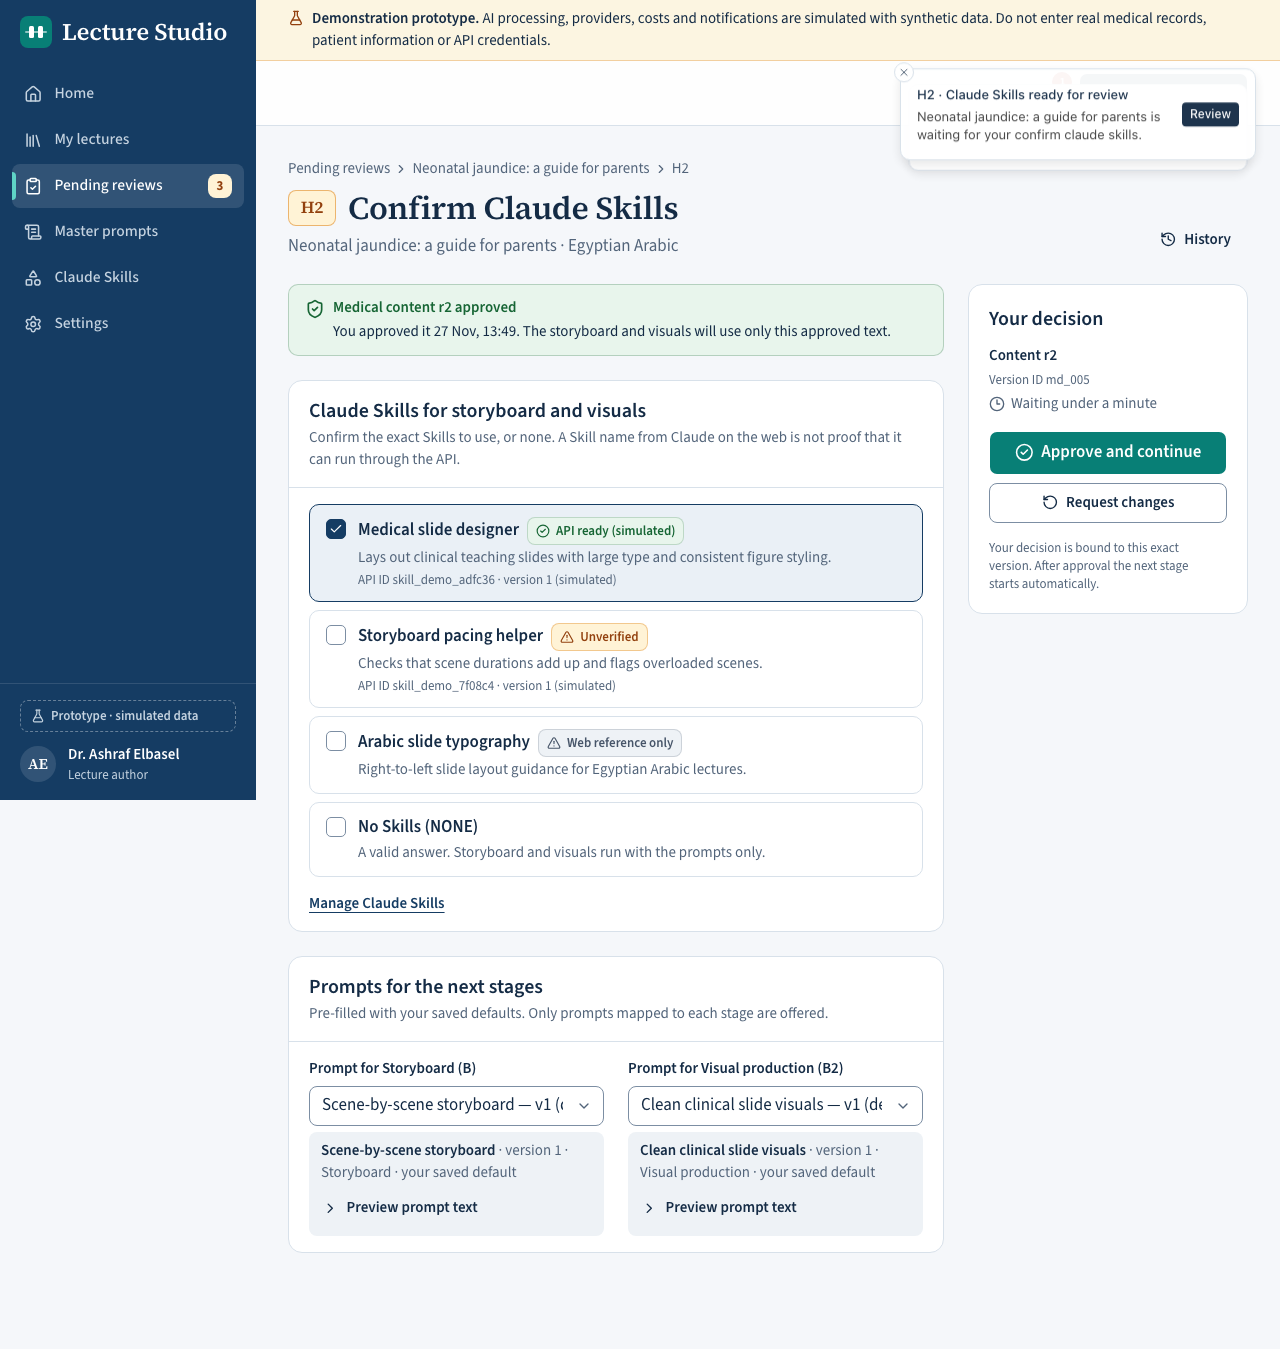 Lecture Studio
Home
My lectures
Pending reviews
3
Master prompts
Claude Skills
Settings
Prototype · simulated data
AE
Dr. Ashraf Elbasel
Lecture author
Demonstration prototype. AI processing, providers, costs and notifications are simulated with synthetic data. Do not enter real medical records,
patient information or API credentials.
H2 · Claude Skills ready for review
Neonatal jaundice: a guide for parents is
waiting for your confirm claude skills.
Review
Pending reviews > Neonatal jaundice: a guide for parents > H2
H2
Confirm Claude Skills
Neonatal jaundice: a guide for parents · Egyptian Arabic
History
Medical content r2 approved
You approved it 27 Nov, 13:49. The storyboard and visuals will use only this approved text.
Claude Skills for storyboard and visuals
Confirm the exact Skills to use, or none. A Skill name from Claude on the web is not proof that it
can run through the API.
Medical slide designer
API ready (simulated)
Lays out clinical teaching slides with large type and consistent figure styling.
API ID skill_demo_adfc36 · version 1 (simulated)
Storyboard pacing helper
Unverified
Checks that scene durations add up and flags overloaded scenes.
API ID skill_demo_7f08c4 · version 1 (simulated)
Arabic slide typography
Web reference only
Right-to-left slide layout guidance for Egyptian Arabic lectures.
No Skills (NONE)
A valid answer. Storyboard and visuals run with the prompts only.
Manage Claude Skills
Your decision
Content r2
Version ID md_005
Waiting under a minute
Approve and continue
Request changes
Your decision is bound to this exact
version. After approval the next stage
starts automatically.
Prompts for the next stages
Pre-filled with your saved defaults. Only prompts mapped to each stage are offered.
Prompt for Storyboard (B)
Scene-by-scene storyboard — v1 (
Scene-by-scene storyboard · version 1 ·
Storyboard · your saved default
Preview prompt text
Prompt for Visual production (B2)
Clean clinical slide visuals — v1 (de
Clean clinical slide visuals · version 1 ·
Visual production · your saved default
Preview prompt text